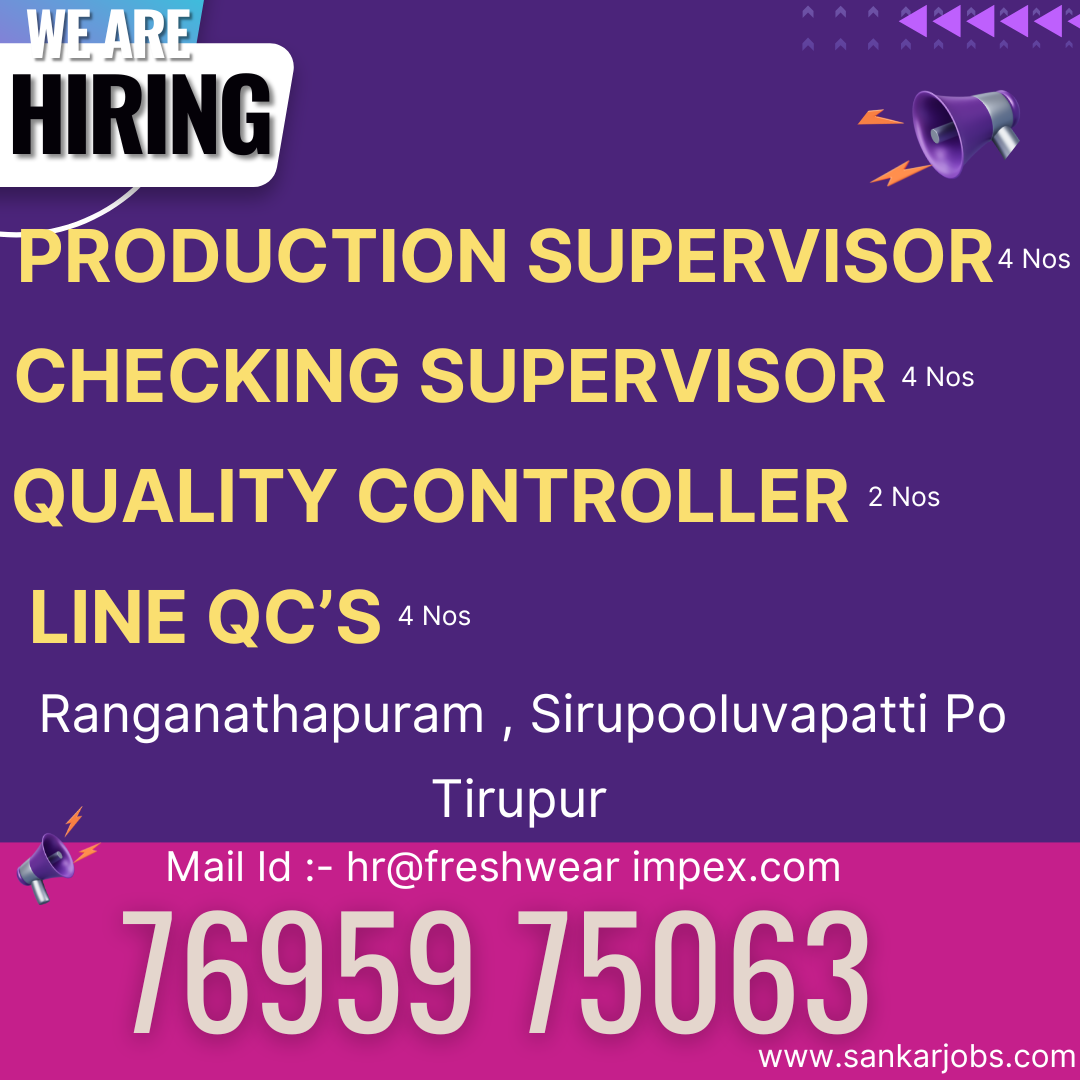 WE ARE
HIRING
PRODUCTION SUPERVISOR 4 Nos
CHECKING SUPERVISOR 4 Nos
QUALITY CONTROLLER 2 Nos
LINE QC’S 4 Nos
Ranganathapuram , Sirupooluvapatti Po
Tirupur
Mail Id :- hr@freshwear impex.com
76959 75063
www.sankarjobs.com